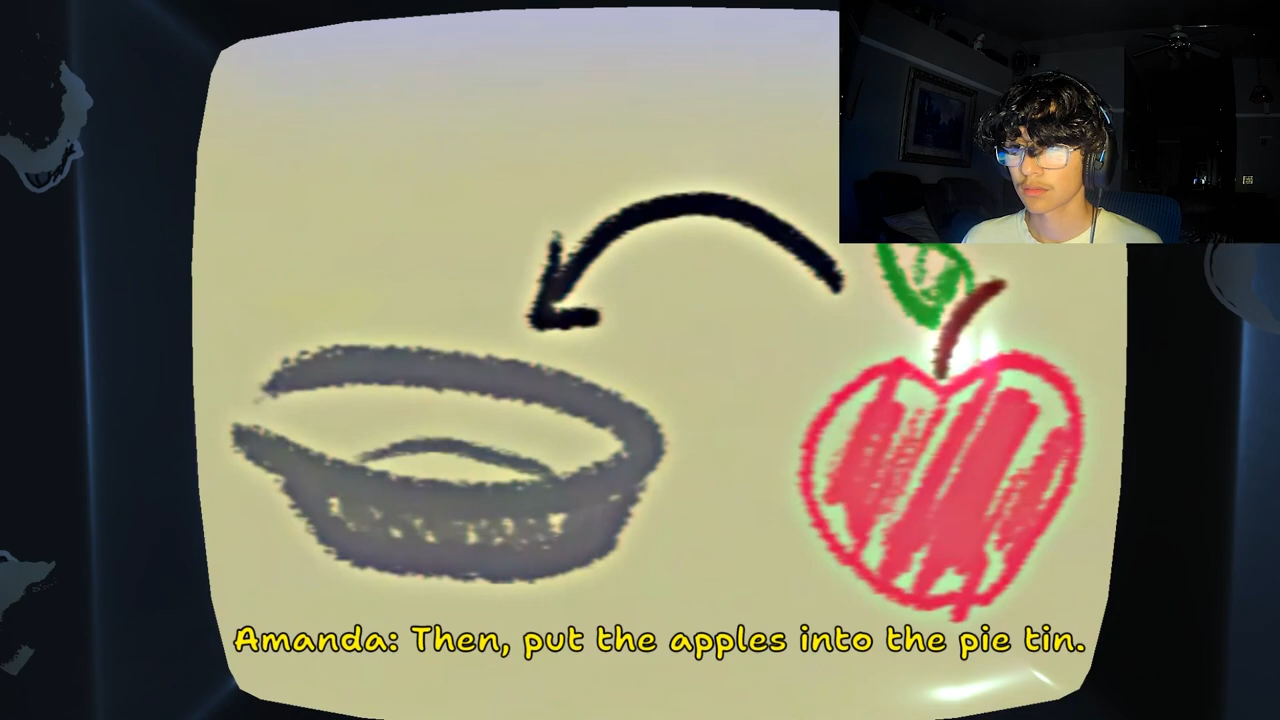 Amanda: Then, put the apples into the pie tin.